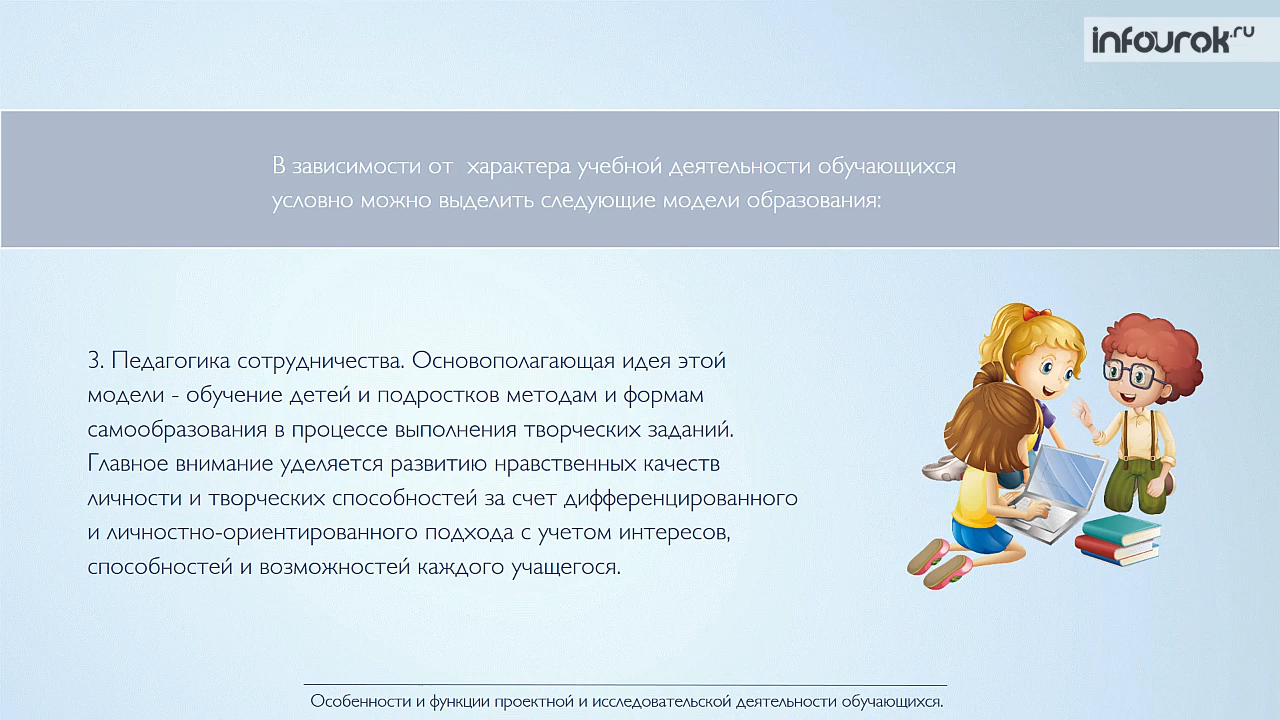 infourok.ru
В зависимости от  характера учебной деятельности обучающихся
условно можно выделить следующие модели образования:
3. Педагогика сотрудничества. Основополагающая идея этой
модели - обучение детей и подростков методам и формам
самообразования в процессе выполнения творческих заданий.
Главное внимание уделяется развитию нравственных качеств
личности и творческих способностей за счет дифференцированного
и личностно-ориентированного подхода с учетом интересов,
способностей и возможностей каждого учащегося.
Особенности и функции проектной и исследовательской деятельности обучающихся.